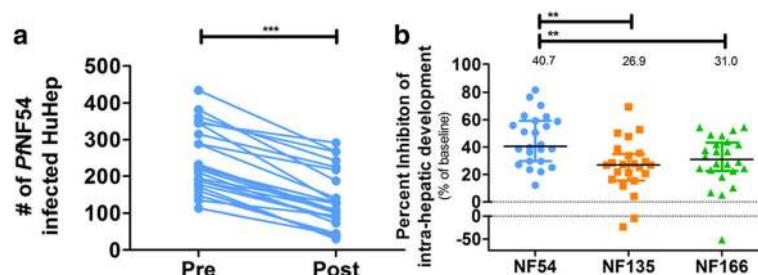 a
***
# of PfNF54
infected HuHep
500
400
300
200
100
0
Pre
Post
b
**
**
40.7
26.9
31.0
Percent Inhibiton of
intra-hepatic development
(% of baseline)
100
80
60
40
20
0
0
-50
NF54
NF135
NF166